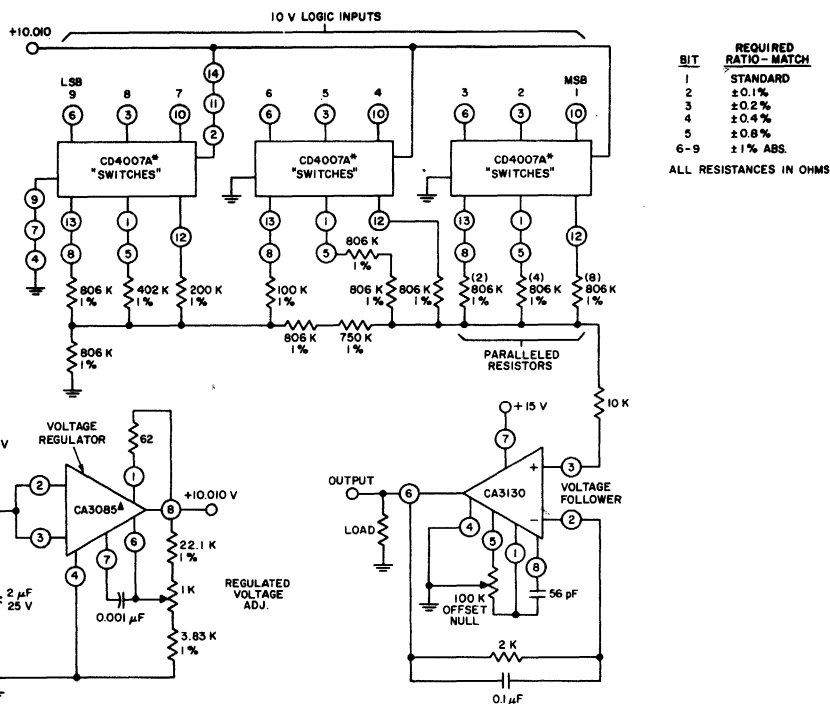 10 V LOGIC INPUTS
+10.010
LSB
9 8 7 6 5 4 3 2
MSB
1
14
11
2
6 3 10 6 3 10 6 3 10
CD4007A*
"SWITCHES"
CD4007A*
"SWITCHES"
CD4007A*
"SWITCHES"
9
7
4
13 1 12 13 1 12 13 1 12
8 5 8 5 8 5
806 K
1%
806 K
1%
402 K
1%
200 K
1%
100 K
1%
806 K
1%
806 K
1%
(2)
806 K
1%
(4)
806 K
1%
(8)
806 K
1%
806 K
1%
806 K
1%
750 K
1%
PARALLELED
RESISTORS
BIT
REQUIRED
RATIO-MATCH
1 STANDARD
2 ±0.1%
3 ±0.2%
4 ±0.4%
5 ±0.8%
6-9 ±1% ABS.
ALL RESISTANCES IN OHMS
V
VOLTAGE
REGULATOR
62
1
2
3
CA3085▲
8
+10.010 V
4
7
6
22.1 K
1%
1K
0.001 µF
3.83 K
1%
REGULATED
VOLTAGE
ADJ.
2 µF
25 V
10 K
+15 V
7
OUTPUT
6
LOAD
CA3130
+
3
−
2
VOLTAGE
FOLLOWER
4
5
1
8
100 K
OFFSET
NULL
56 pF
2 K
0.1 µF